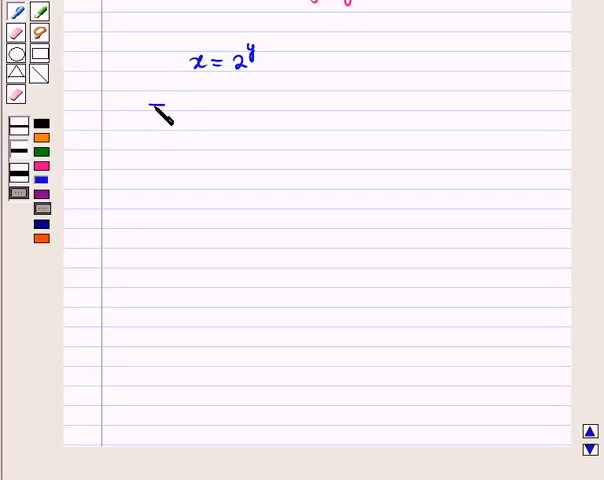 x = 2^y